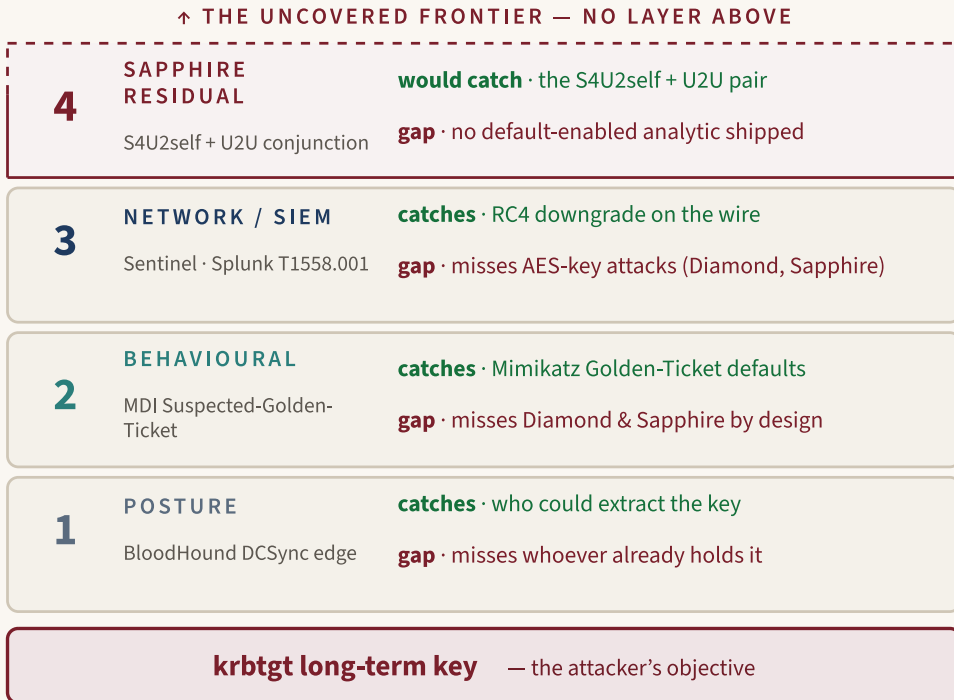 ↑ THE UNCOVERED FRONTIER — NO LAYER ABOVE
4
SAPPHIRE
RESIDUAL
S4U2self + U2U conjunction
would catch · the S4U2self + U2U pair
gap · no default-enabled analytic shipped
3
NETWORK / SIEM
Sentinel · Splunk T1558.001
catches · RC4 downgrade on the wire
gap · misses AES-key attacks (Diamond, Sapphire)
2
BEHAVIOURAL
MDI Suspected-Golden-
Ticket
catches · Mimikatz Golden-Ticket defaults
gap · misses Diamond & Sapphire by design
1
POSTURE
BloodHound DCSync edge
catches · who could extract the key
gap · misses whoever already holds it
krbtgt long-term key — the attacker’s objective